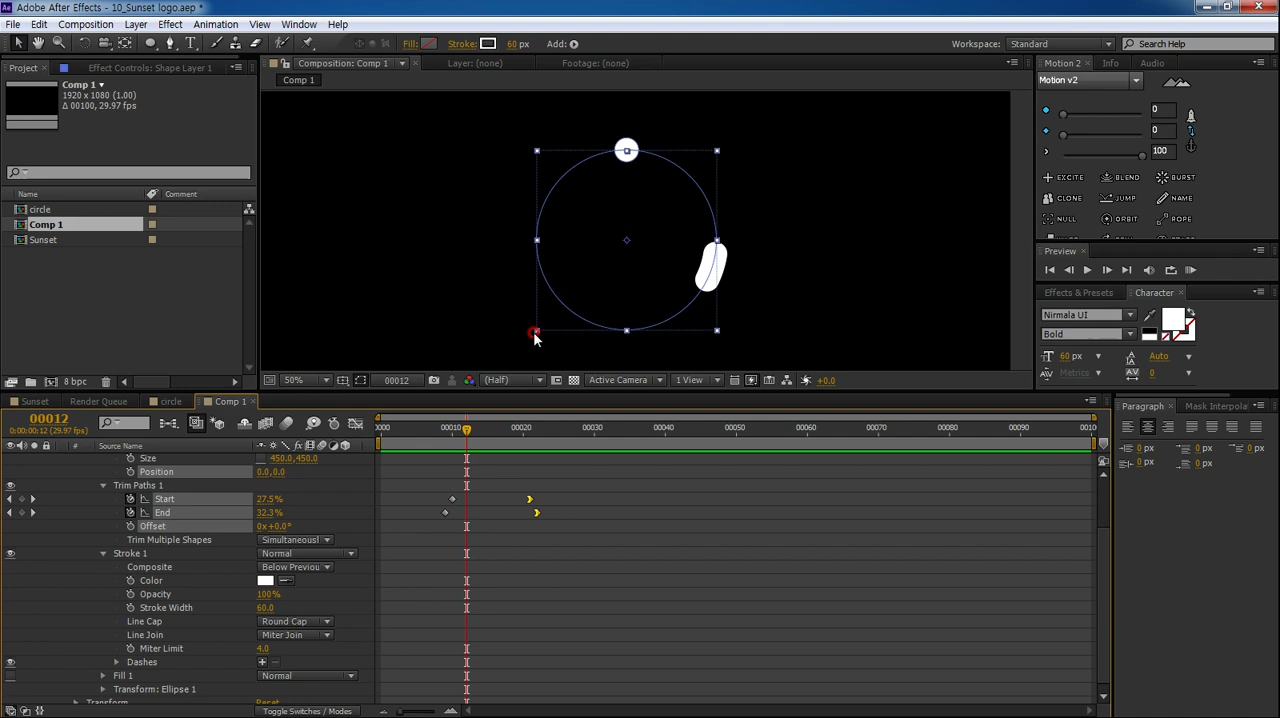 Adobe After Effects - 10_Sunset logo.aep *
File Edit Composition Layer Effect Animation View Window Help
Fill: Stroke: 60 px Add:
Workspace: Standard
Search Help
Project
Effect Controls: Shape Layer 1
Comp 1
1920 x 1080 (1.00)
Δ 00100, 29.97 fps
Name Comment
circle
Comp 1
Sunset
8 bpc
Composition: Comp 1
Layer: (none)
Footage: (none)
Comp 1
50%
00012
(Half)
Active Camera
1 View
+0.0
Motion 2
Info
Audio
Motion v2
0
0
100
EXCITE BLEND BURST
CLONE JUMP NAME
NULL ORBIT ROPE
Preview
Effects & Presets
Character
Nirmala UI
Bold
60 px
Auto
Metrics
0
Paragraph
Mask Interpola
0 px 0 px 0 px
0 px 0 px
Sunset
Render Queue
circle
Comp 1
00012
0:00:00:12 (29.97 fps)
0000 00010 00020 00030 00040 00050 00060 00070 00080 00090 0010
# Source Name
Size 450.0,450.0
Position 0.0,0.0
Trim Paths 1
Start 27.5%
End 32.3%
Offset 0x+0.0°
Trim Multiple Shapes Simultaneousl
Stroke 1 Normal
Composite Below Previou
Color
Opacity 100%
Stroke Width 60.0
Line Cap Round Cap
Line Join Miter Join
Miter Limit 4.0
Dashes + −
Fill 1 Normal
Transform: Ellipse 1
Transform Reset
Toggle Switches / Modes